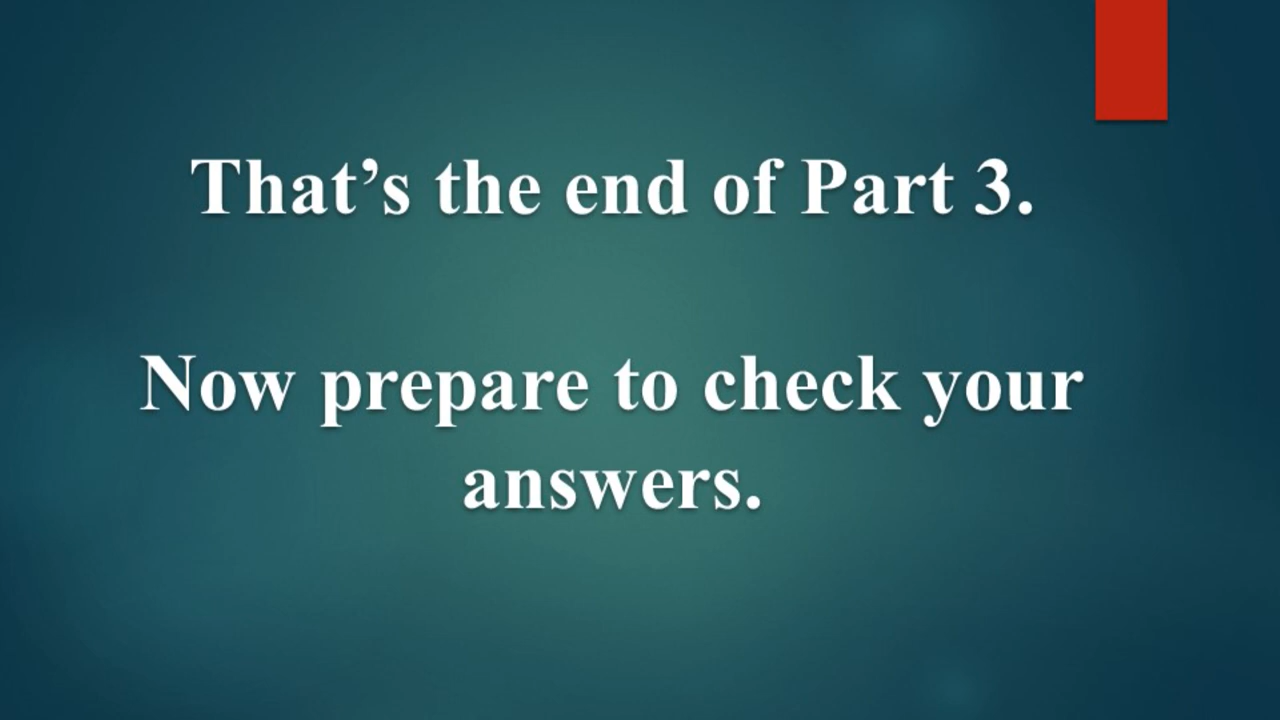 That’s the end of Part 3.
Now prepare to check your
answers.